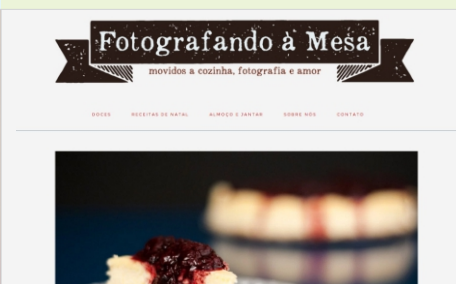 Fotografando à Mesa
movidos a cozinha, fotografia e amor
DOCES RECEITAS DE NATAL ALMOÇO E JANTAR SOBRE NÓS CONTATO